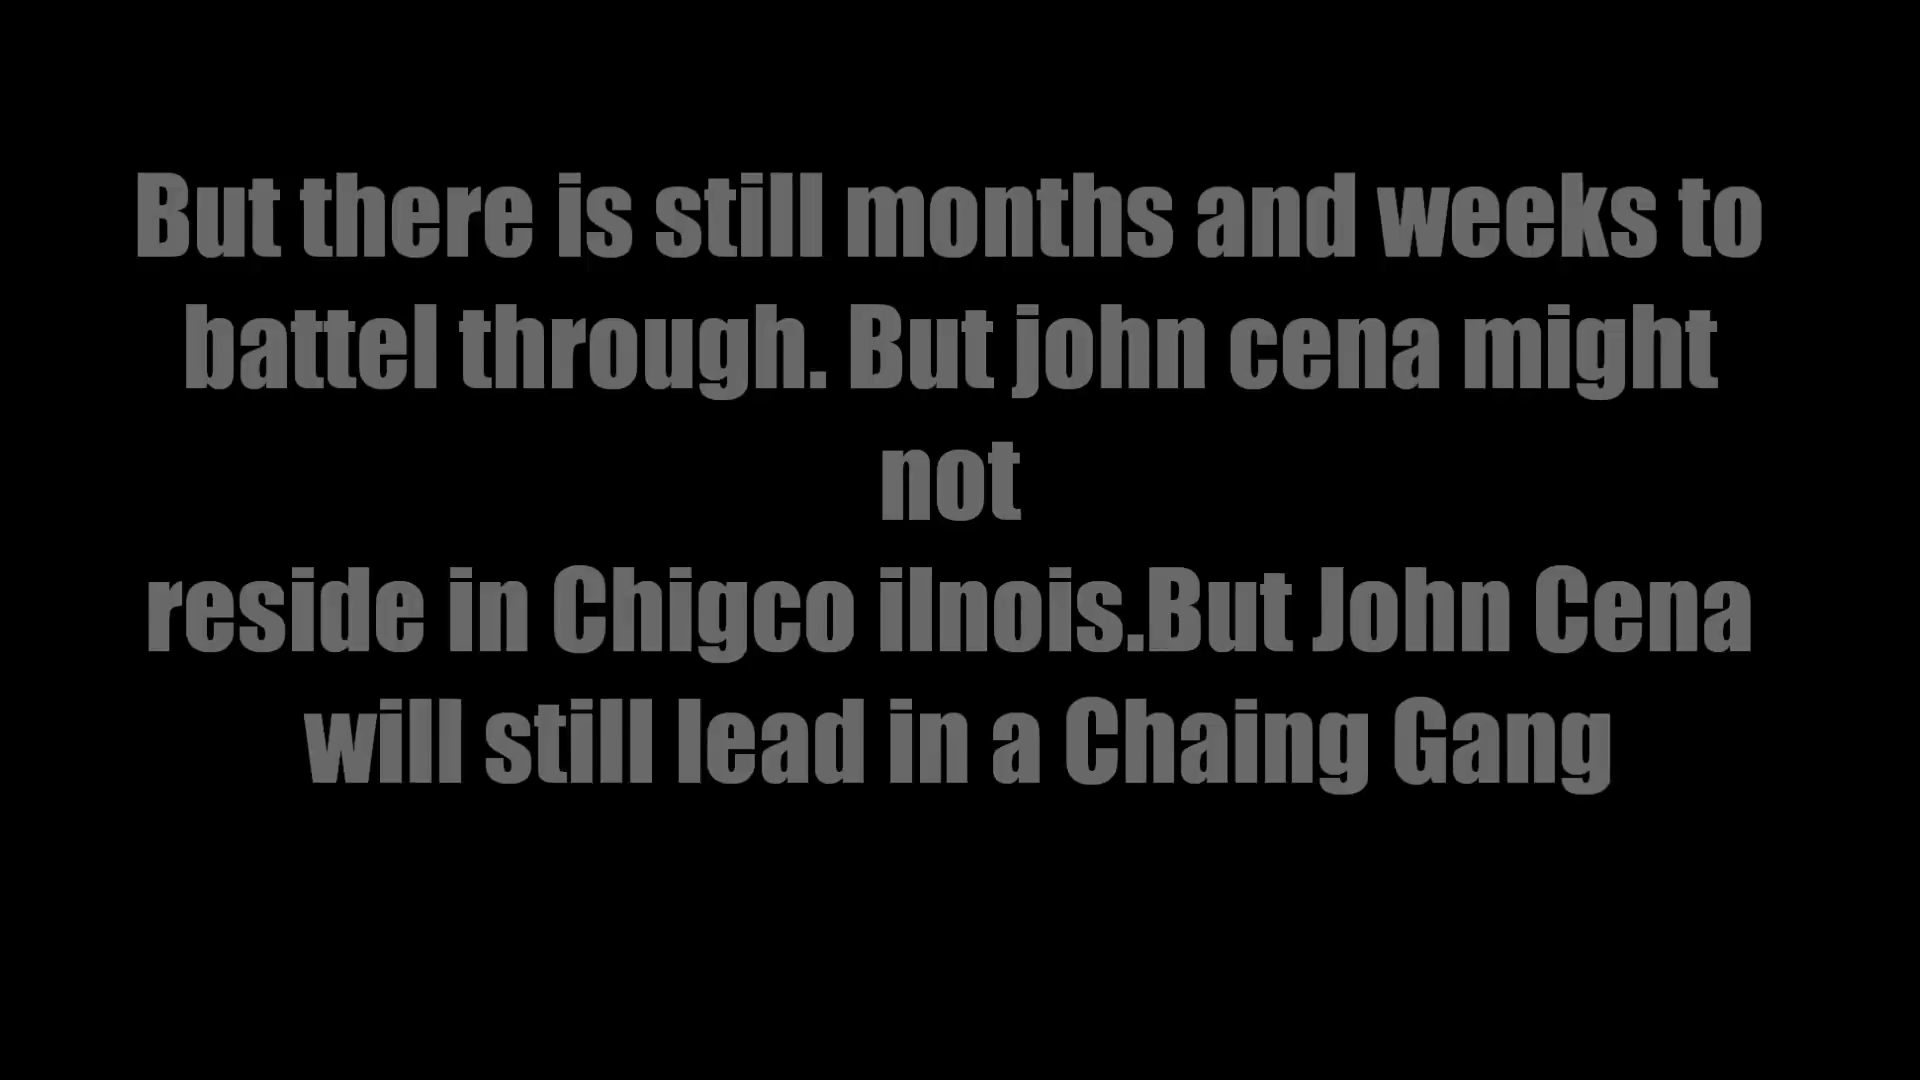 But there is still months and weeks to
battel through. But john cena might
not
reside in Chigco ilnois.But John Cena
will still lead in a Chaing Gang